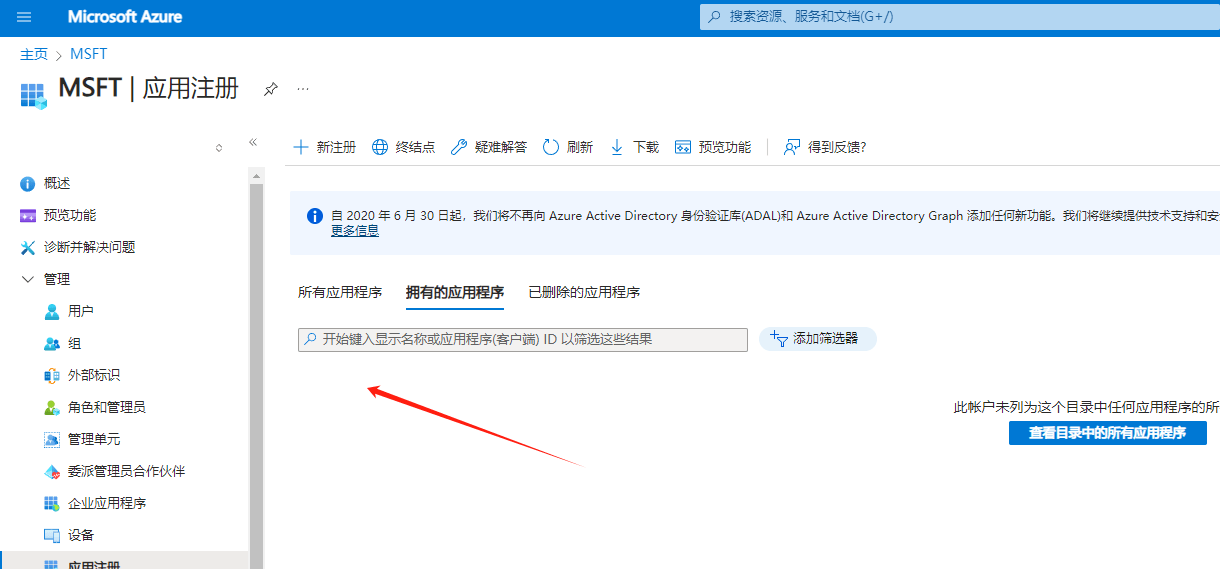 Microsoft Azure
搜索资源、服务和文档(G+/)
主页 > MSFT
MSFT | 应用注册
新注册 终结点 疑难解答 刷新 下载 预览功能 得到反馈?
概述
预览功能
诊断并解决问题
管理
用户
组
外部标识
角色和管理员
管理单元
委派管理员合作伙伴
企业应用程序
设备
应用注册
自 2020 年 6 月 30 日起，我们将不再向 Azure Active Directory 身份验证库(ADAL)和 Azure Active Directory Graph 添加任何新功能。我们将继续提供技术支持和安
更多信息
所有应用程序 拥有的应用程序 已删除的应用程序
开始键入显示名称或应用程序(客户端) ID 以筛选这些结果
添加筛选器
此帐户未列为这个目录中任何应用程序的所
查看目录中的所有应用程序